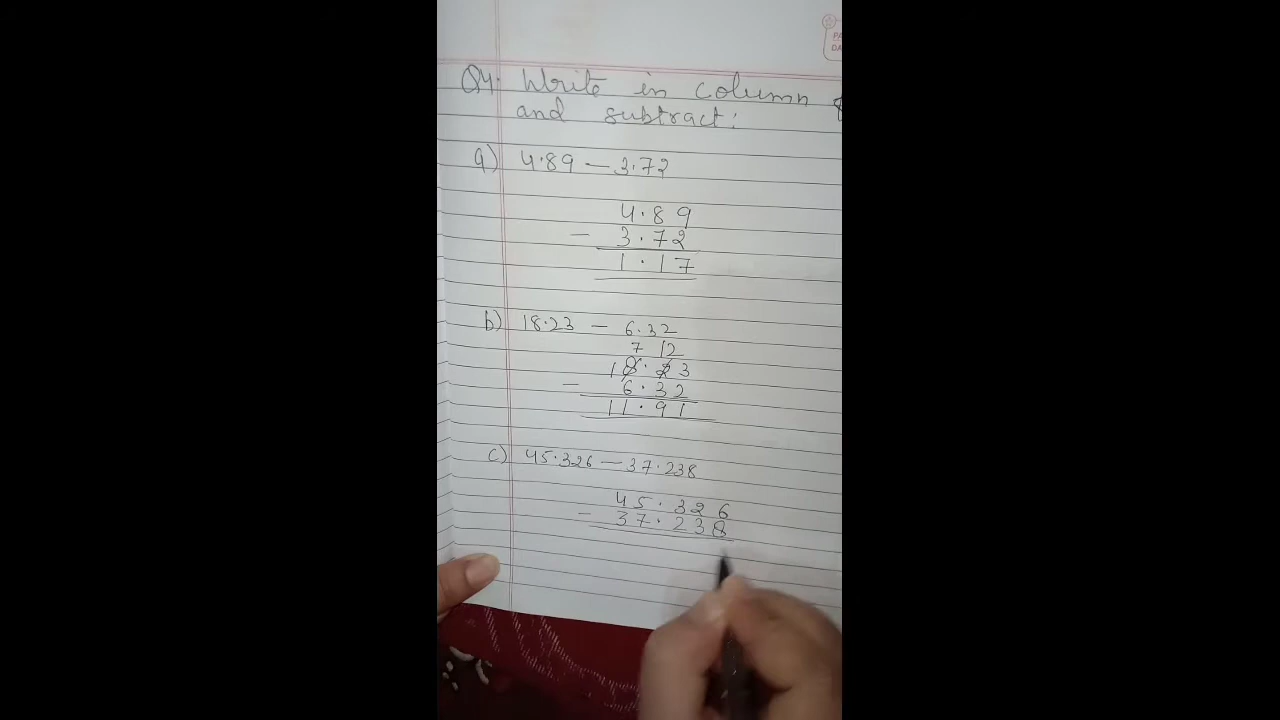 Q4. Write in column
and subtract:
a) 4.89 — 3.72
4.89
— 3.72
1.17
b) 18.23 — 6.32
7 12
18.23
— 6.32
11.91
c) 45.326 — 37.238
45.326
— 37.238